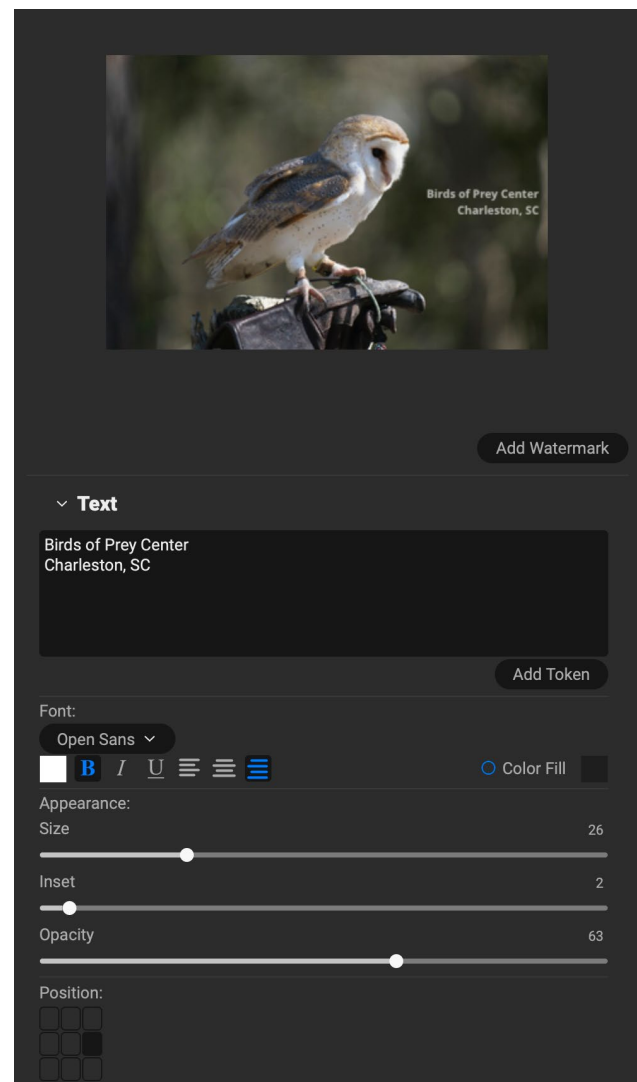 Birds of Prey Center
Charleston, SC
Add Watermark
Text
Birds of Prey Center
Charleston, SC
Add Token
Font:
Open Sans
B I U Color Fill
Appearance:
Size 26
Inset 2
Opacity 63
Position: